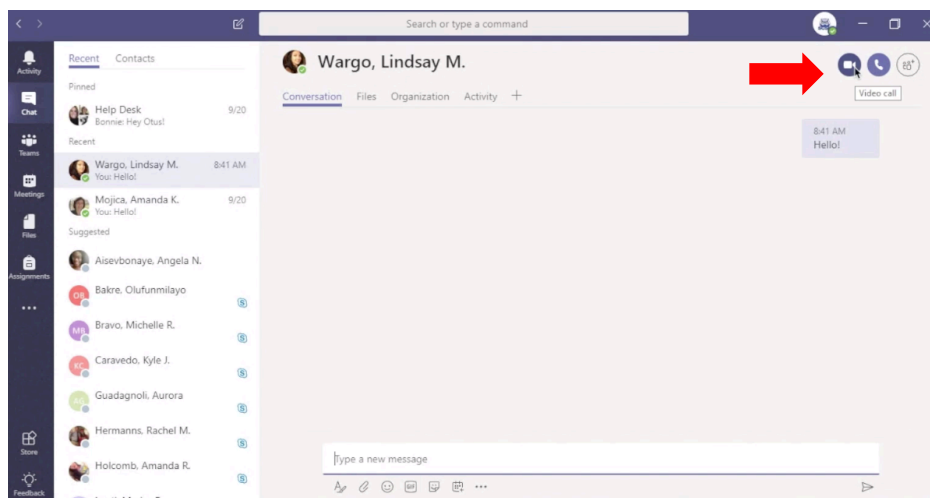 Search or type a command
Activity
Chat
Teams
Meetings
Files
Assignments
Store
Feedback
Recent Contacts
Pinned
Help Desk 9/20
Bonnie: Hey Otus!
Recent
Wargo, Lindsay M. 8:41 AM
You: Hello!
Mojica, Amanda K. 9/20
You: Hello!
Suggested
Aisevbonaye, Angela N.
OB Bakre, Olufunmilayo
MB Bravo, Michelle R.
KC Caravedo, Kyle J.
AG Guadagnoli, Aurora
Hermanns, Rachel M.
Holcomb, Amanda R.
Wargo, Lindsay M.
Conversation Files Organization Activity
Video call
8:41 AM
Hello!
Type a new message
GIF